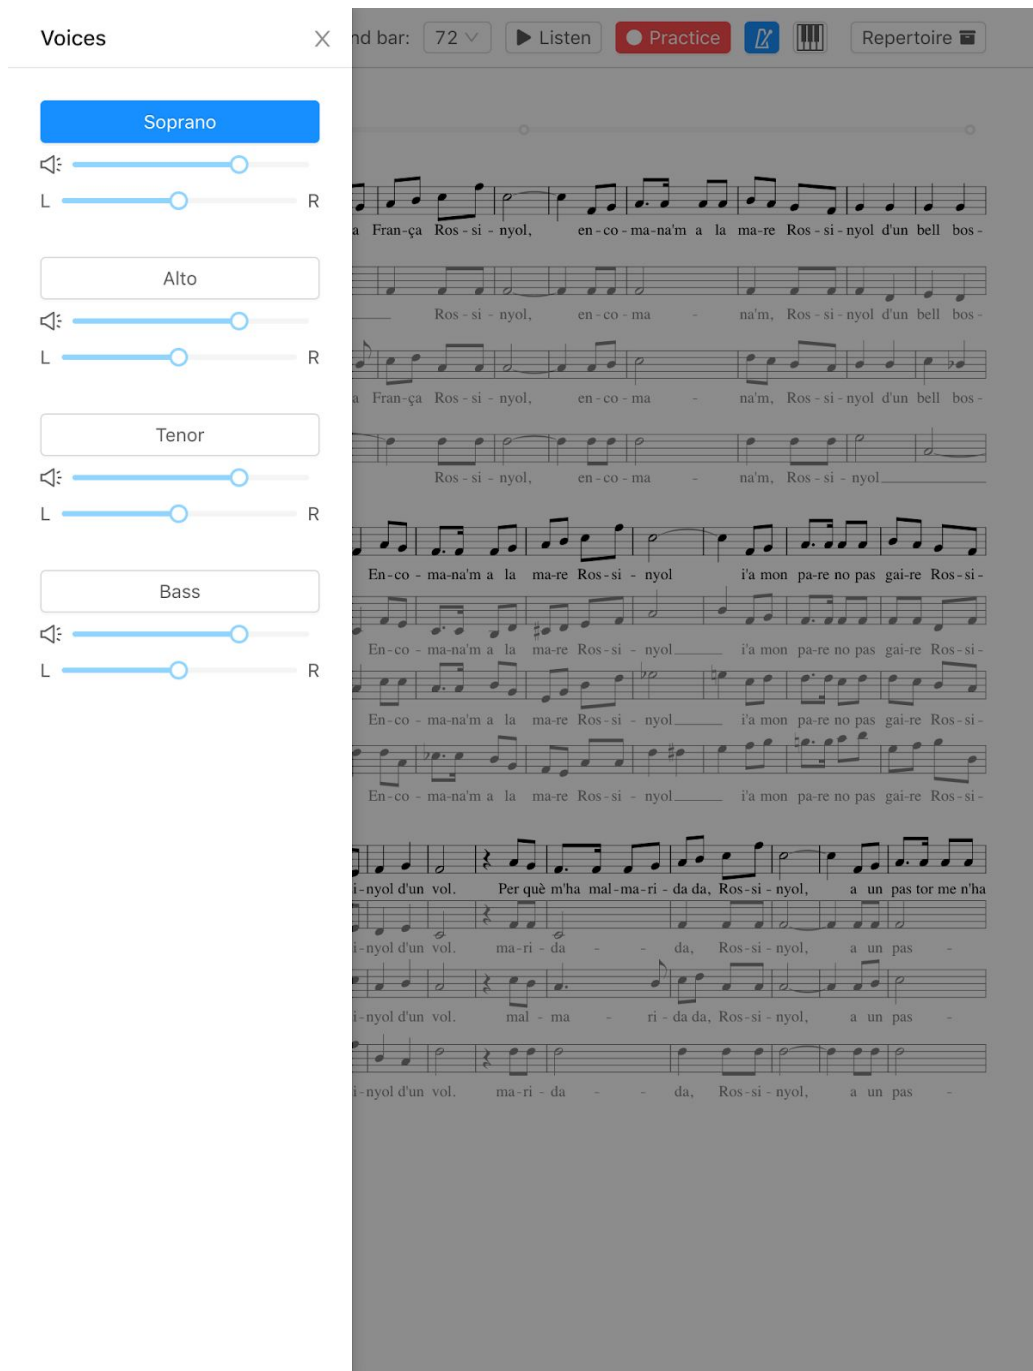 Voices
nd bar: 72 Listen Practice Repertoire
Soprano
L R
Alto
L R
Tenor
L R
Bass
L R
a Fran-ça Ros-si-nyol, en-co-ma-na'm a la ma-re Ros-si-nyol d'un bell bos-
Ros-si-nyol, en-co-ma - na'm, Ros-si-nyol d'un bell bos-
a Fran-ça Ros-si-nyol, en-co-ma - na'm, Ros-si-nyol d'un bell bos-
Ros-si-nyol, en-co-ma - na'm, Ros-si-nyol
En-co-ma-na'm a la ma-re Ros-si-nyol i'a mon pa-re no pas gai-re Ros-si-
En-co-ma-na'm a la ma-re Ros-si-nyol i'a mon pa-re no pas gai-re Ros-si-
En-co-ma-na'm a la ma-re Ros-si-nyol i'a mon pa-re no pas gai-re Ros-si-
En-co-ma-na'm a la ma-re Ros-si-nyol i'a mon pa-re no pas gai-re Ros-si-
i-nyol d'un vol. Per què m'ha mal-ma-ri-da da, Ros-si-nyol, a un pas tor me n'ha
i-nyol d'un vol. ma-ri-da - - da, Ros-si-nyol, a un pas -
i-nyol d'un vol. mal-ma - ri-da da, Ros-si-nyol, a un pas -
i-nyol d'un vol. ma-ri-da - - da, Ros-si-nyol, a un pas -